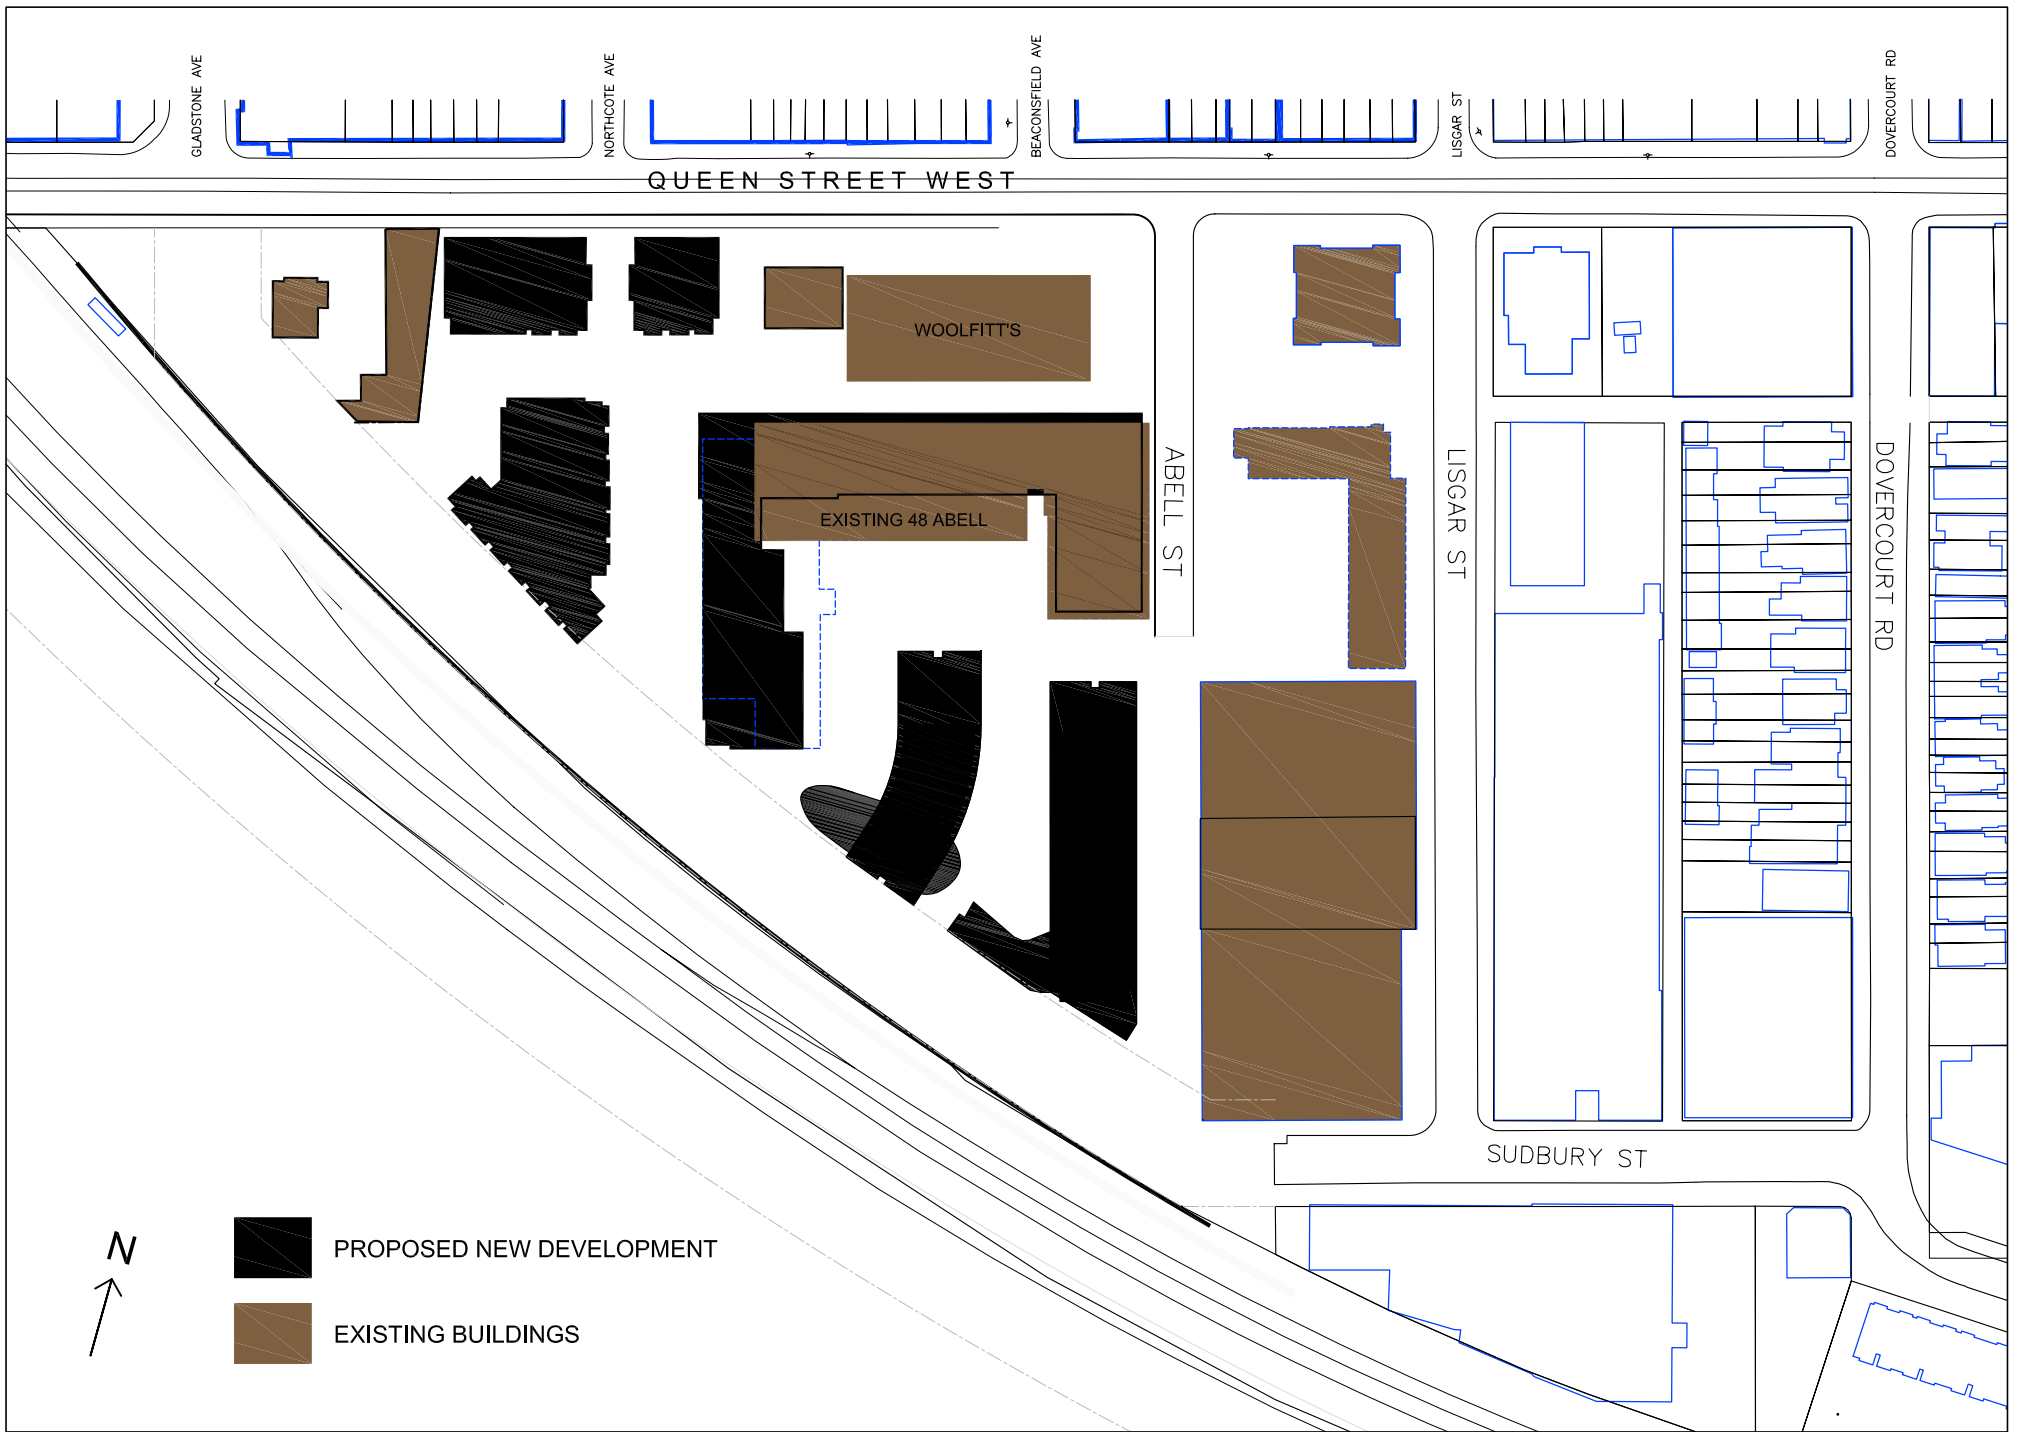 GLADSTONE AVE
NORTHCOTE AVE
BEACONSFIELD AVE
LISGAR ST
DOVERCOURT RD
QUEEN STREET WEST
WOOLFITT'S
EXISTING 48 ABELL
ABELL ST
LISGAR ST
DOVERCOURT RD
SUDBURY ST
N
PROPOSED NEW DEVELOPMENT
EXISTING BUILDINGS